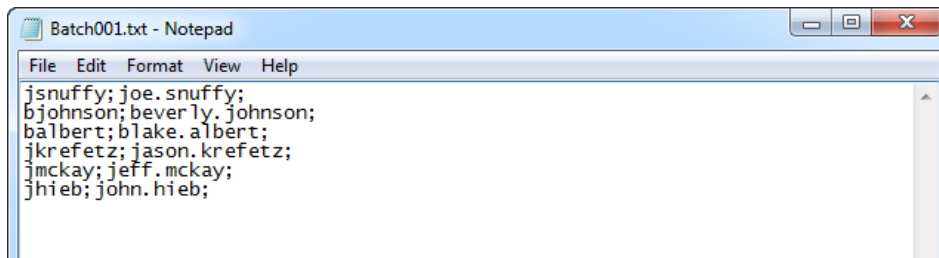 Batch001.txt - Notepad
File Edit Format View Help
jsnuffy;joe.snuffy;
bjohnson;beverly.johnson;
balbert;blake.albert;
jkrefetz;jason.krefetz;
jmckay;jeff.mckay;
jhieb;john.hieb;